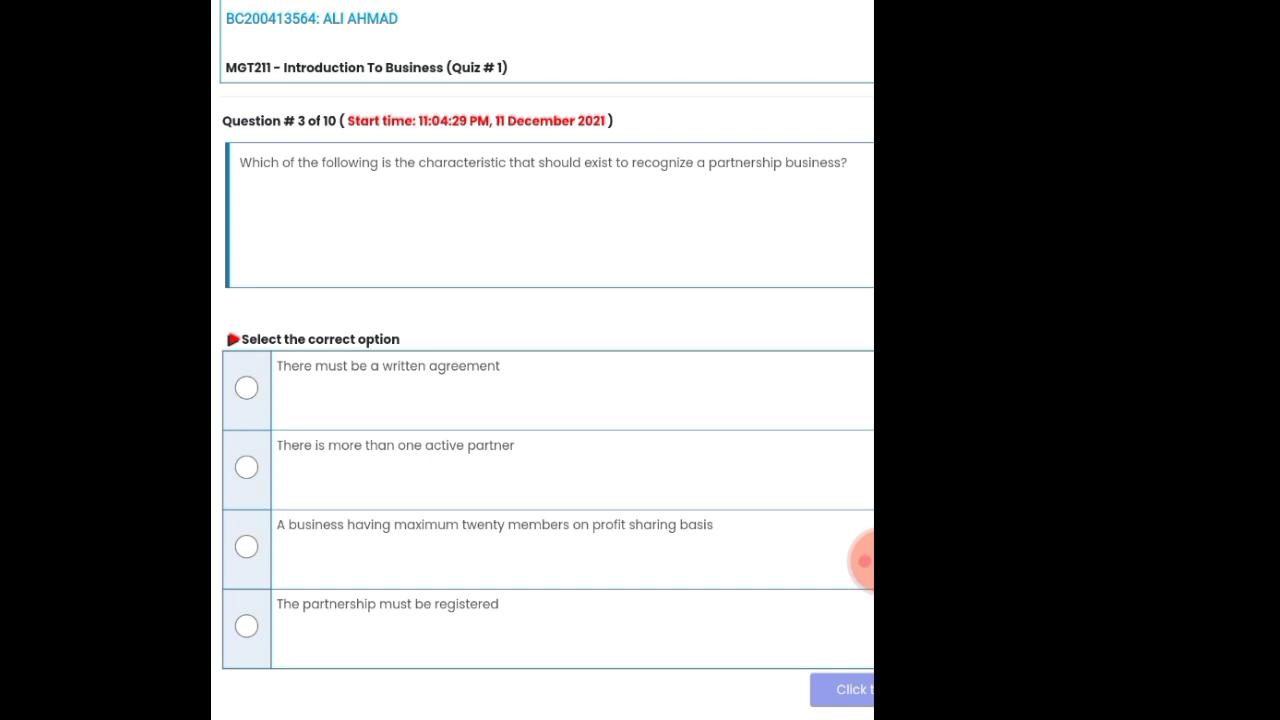 BC200413564: ALI AHMAD
MGT211 - Introduction To Business (Quiz # 1)
Question # 3 of 10 ( Start time: 11:04:29 PM, 11 December 2021 )
Which of the following is the characteristic that should exist to recognize a partnership business?
Select the correct option
There must be a written agreement
There is more than one active partner
A business having maximum twenty members on profit sharing basis
The partnership must be registered
Click t